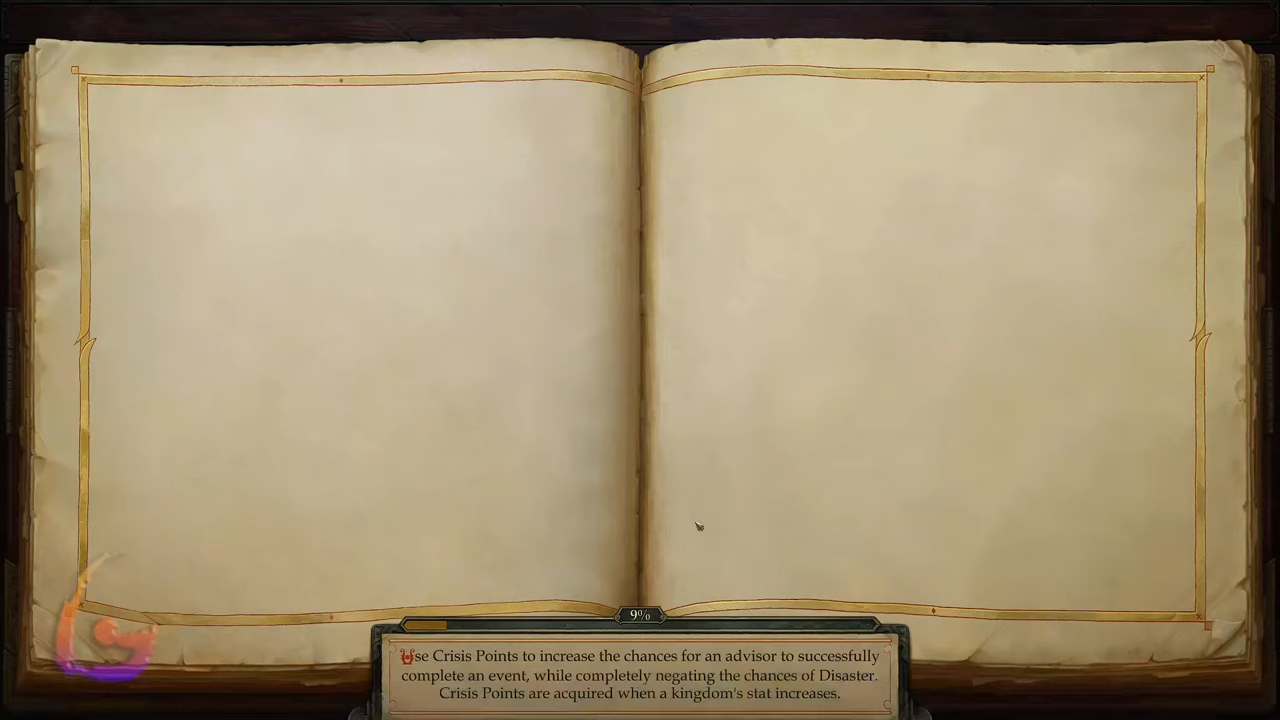 9%
Use Crisis Points to increase the chances for an advisor to successfully
complete an event, while completely negating the chances of Disaster.
Crisis Points are acquired when a kingdom's stat increases.